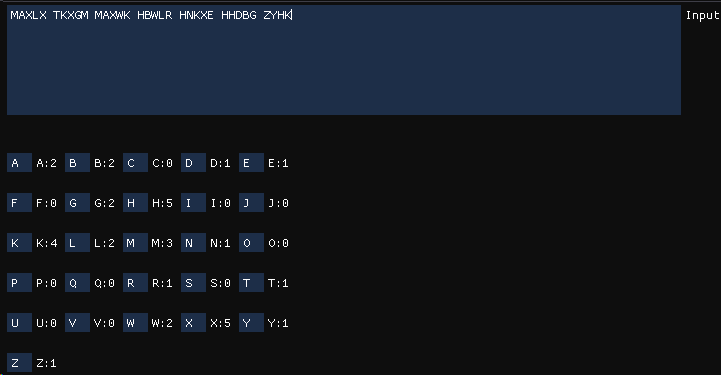 MAXLX TKXGM MAXWK HBWLR HNKXE HHDBG ZYHK Input
A A:2 B B:2 C C:0 D D:1 E E:1
F F:0 G G:2 H H:5 I I:0 J J:0
K K:4 L L:2 M M:3 N N:1 O O:0
P P:0 Q Q:0 R R:1 S S:0 T T:1
U U:0 V V:0 W W:2 X X:5 Y Y:1
Z Z:1